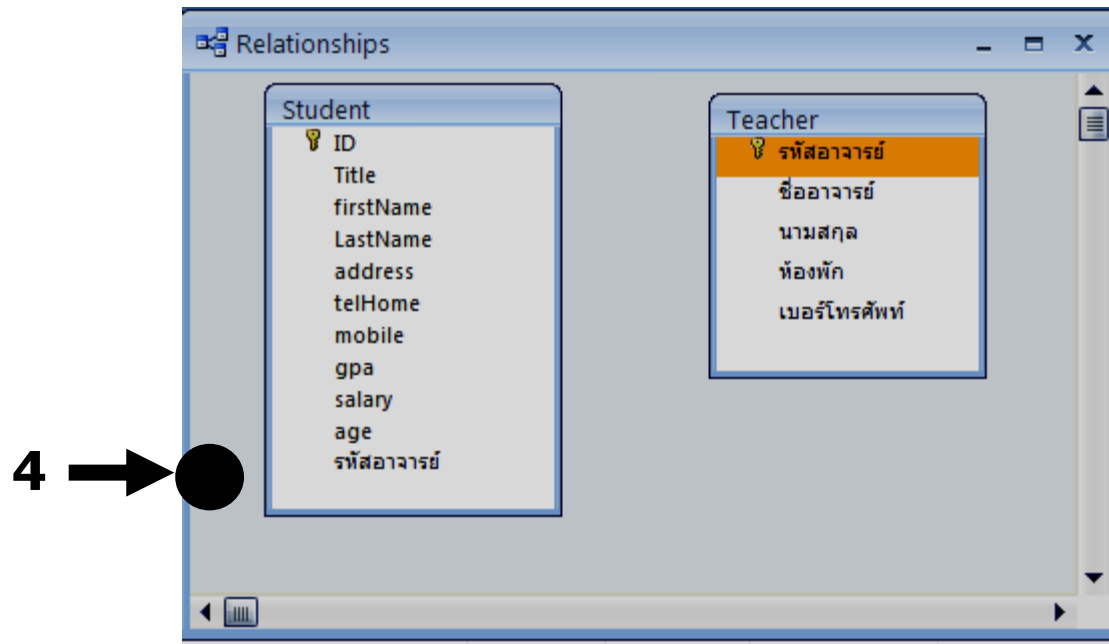 Relationships
Student
ID
Title
firstName
LastName
address
telHome
mobile
gpa
salary
age
รหัสอาจารย์
Teacher
รหัสอาจารย์
ชื่ออาจารย์
นามสกุล
ห้องพัก
เบอร์โทรศัพท์
4